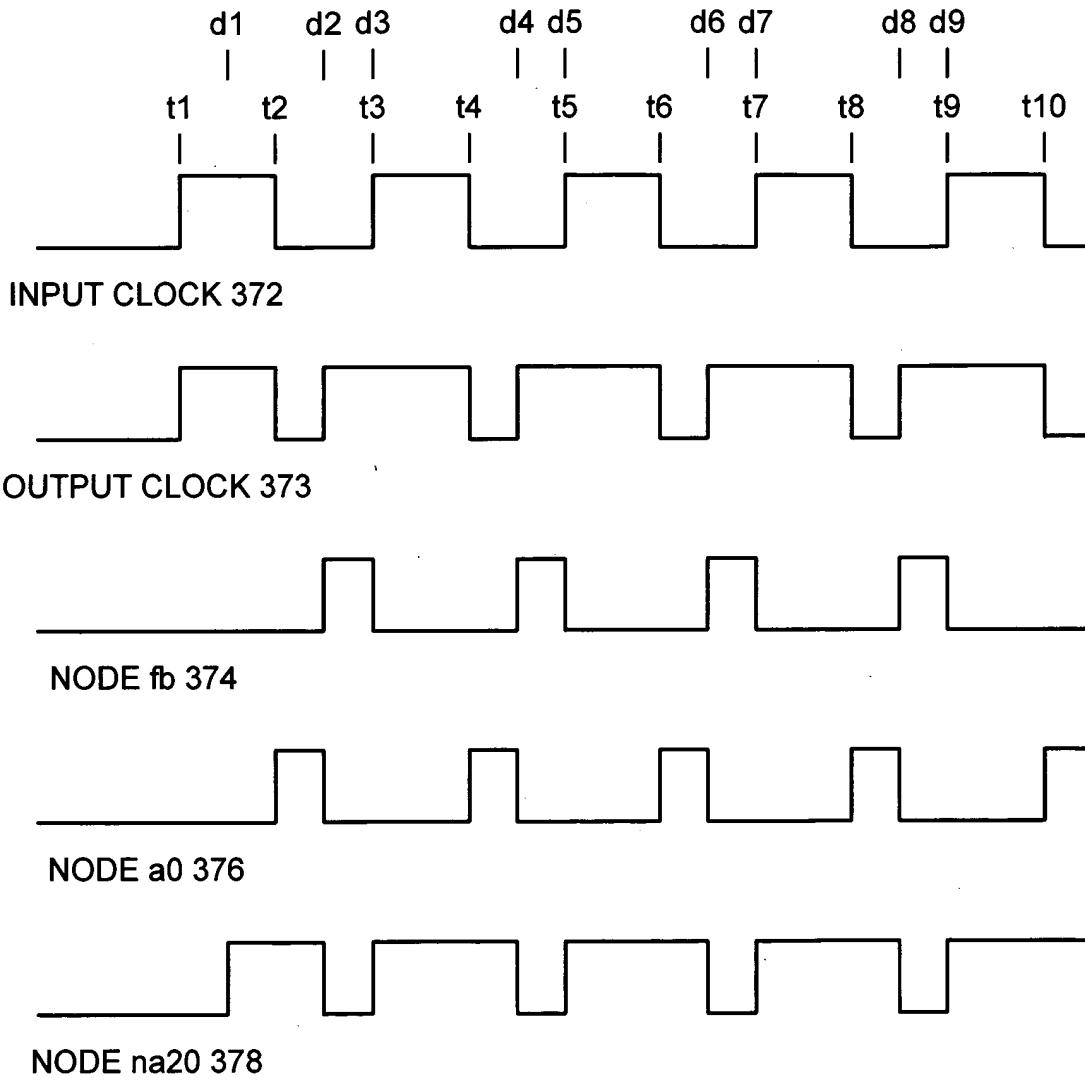 d1 d2 d3 d4 d5 d6 d7 d8 d9
t1 t2 t3 t4 t5 t6 t7 t8 t9 t10
INPUT CLOCK 372
OUTPUT CLOCK 373
NODE fb 374
NODE a0 376
NODE na20 378